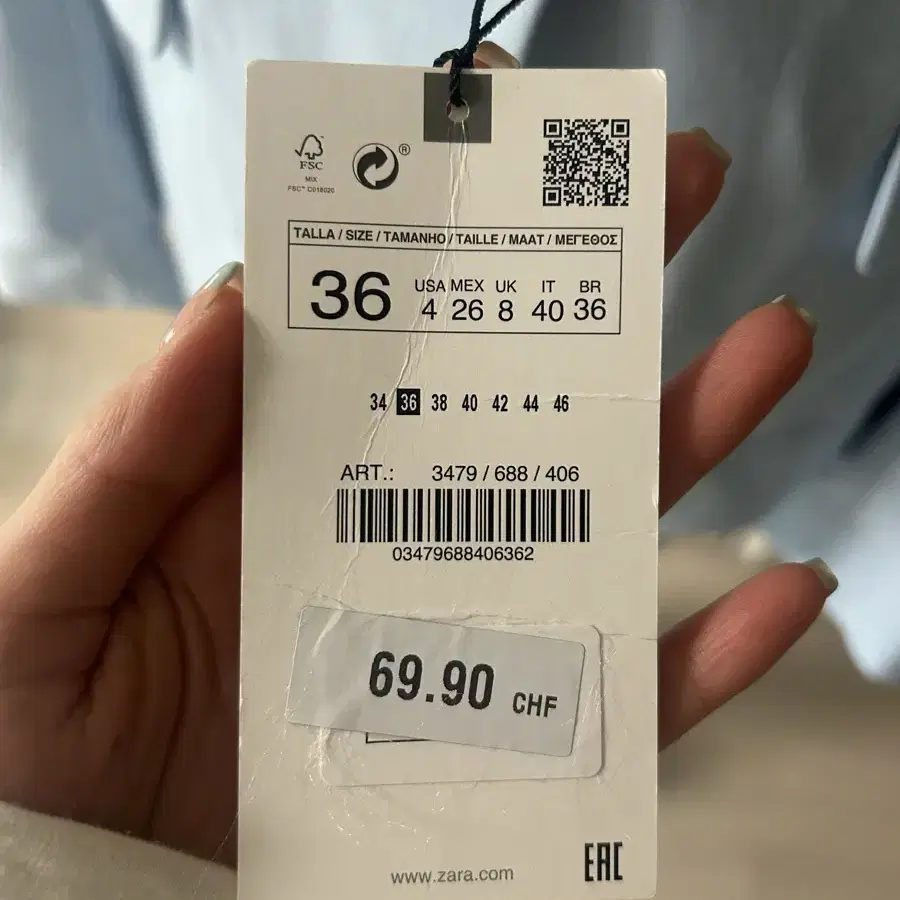 FSC
MIX
FSC™ C018020
®
TALLA / SIZE / TAMANHO / TAILLE / MAAT / ΜΕΓΕΘΟΣ
36
USA MEX UK IT BR
4 26 8 40 36
34 36 38 40 42 44 46
ART.: 3479 / 688 / 406
03479688406362
69.90 CHF
www.zara.com
EAC